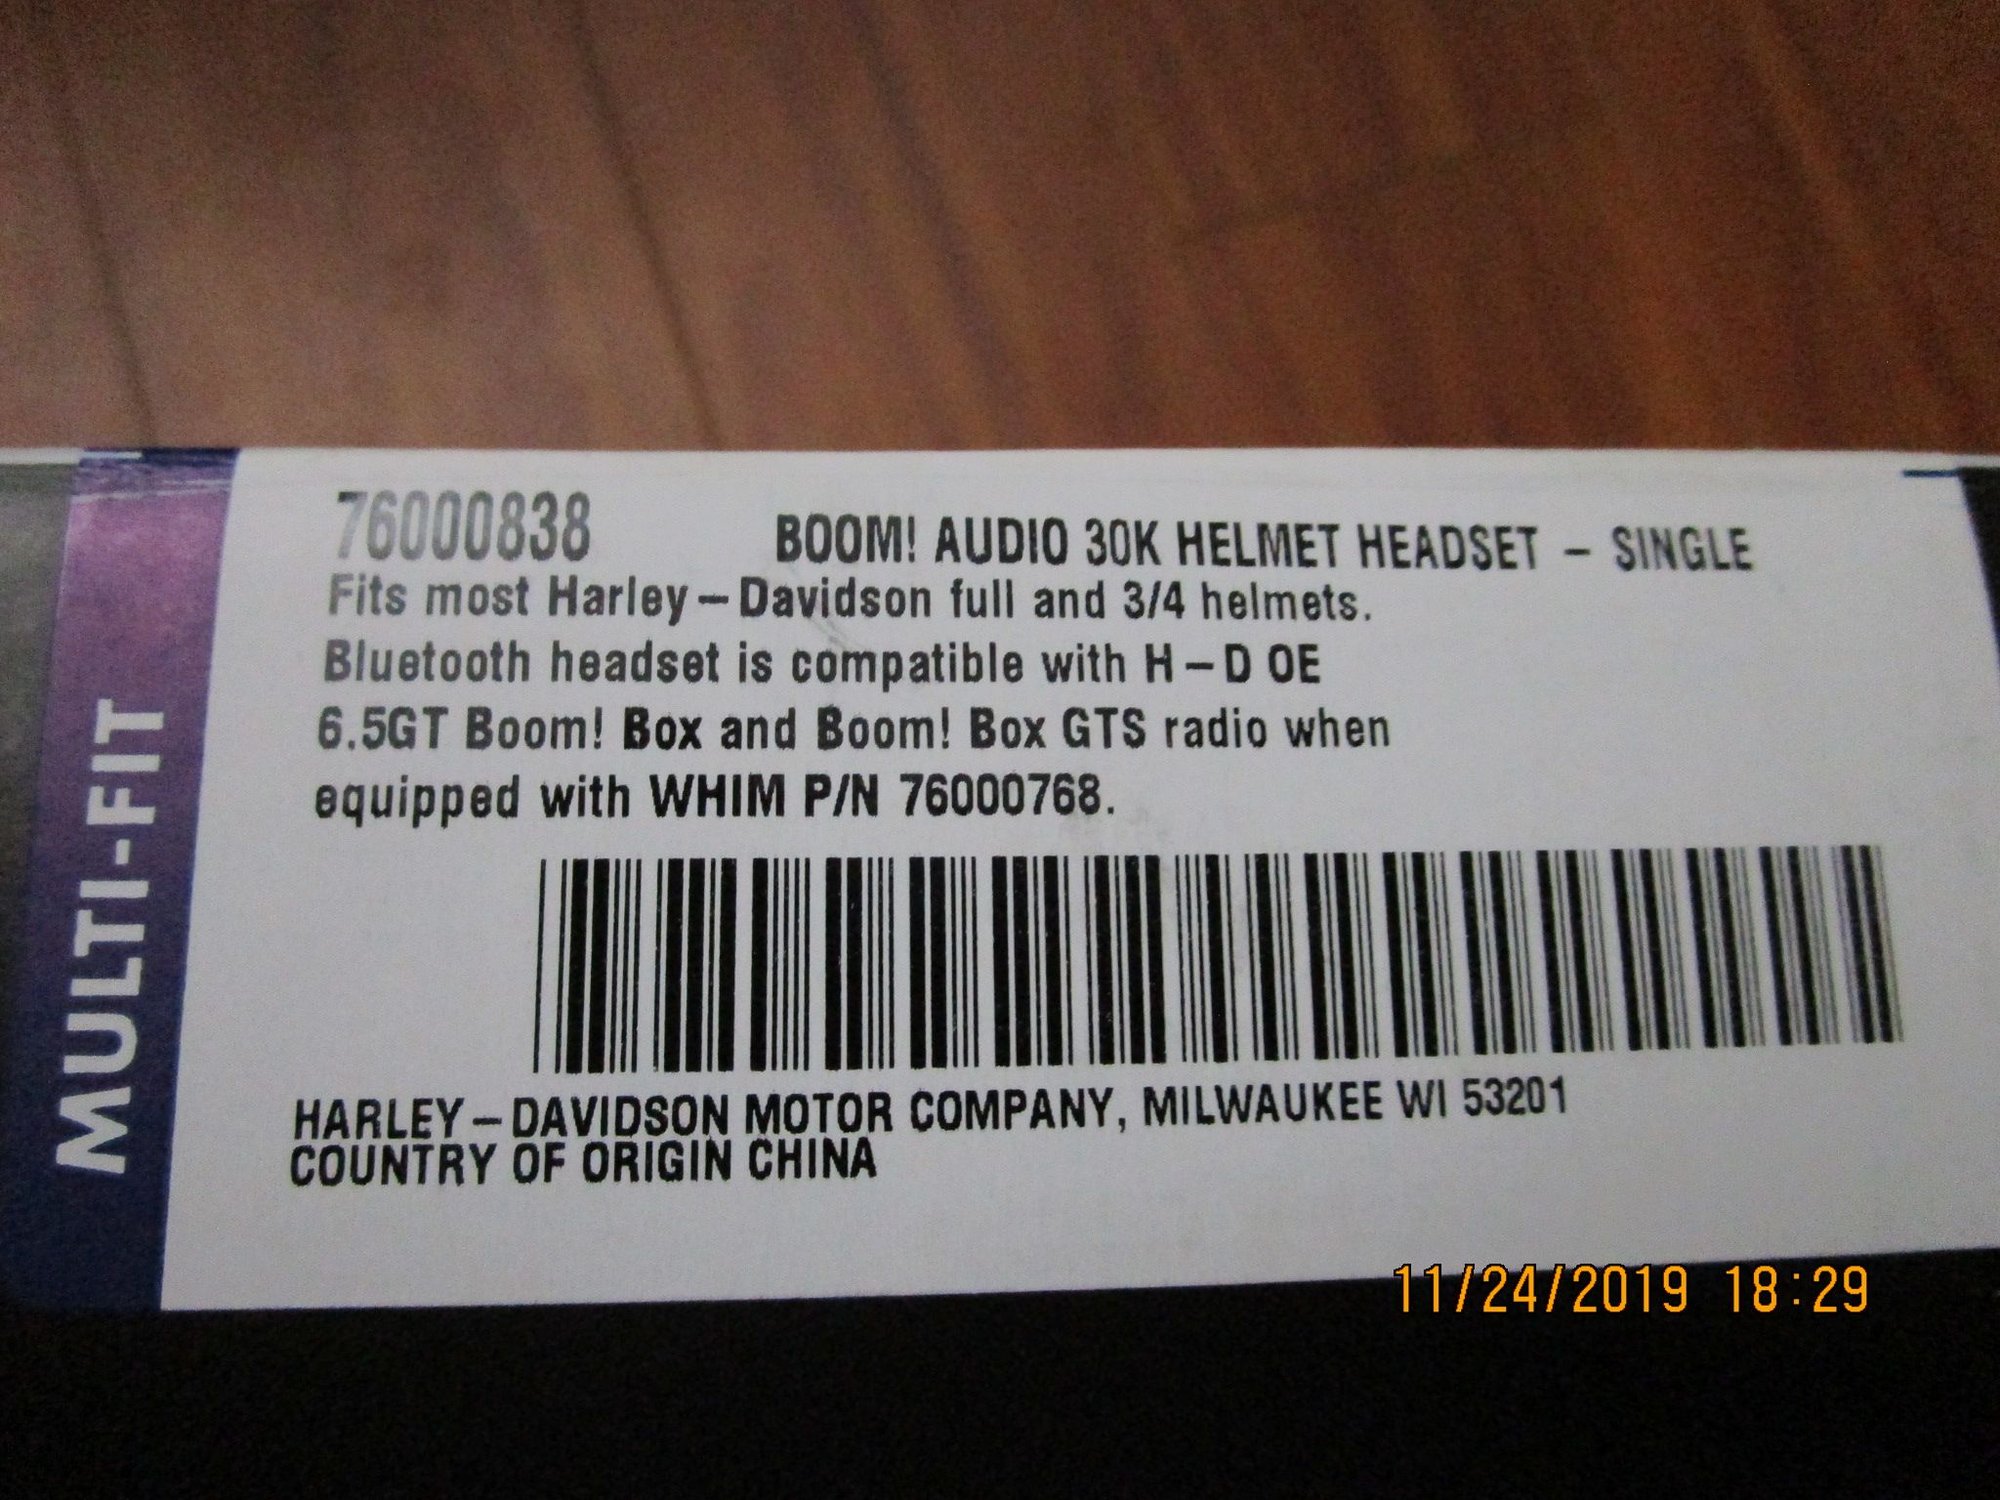 76000838 BOOM! AUDIO 30K HELMET HEADSET - SINGLE
Fits most Harley-Davidson full and 3/4 helmets.
Bluetooth headset is compatible with H-D OE
6.5GT Boom! Box and Boom! Box GTS radio when
equipped with WHIM P/N 76000768.
HARLEY-DAVIDSON MOTOR COMPANY, MILWAUKEE WI 53201
COUNTRY OF ORIGIN CHINA
MULTI-FIT
11/24/2019 18:29